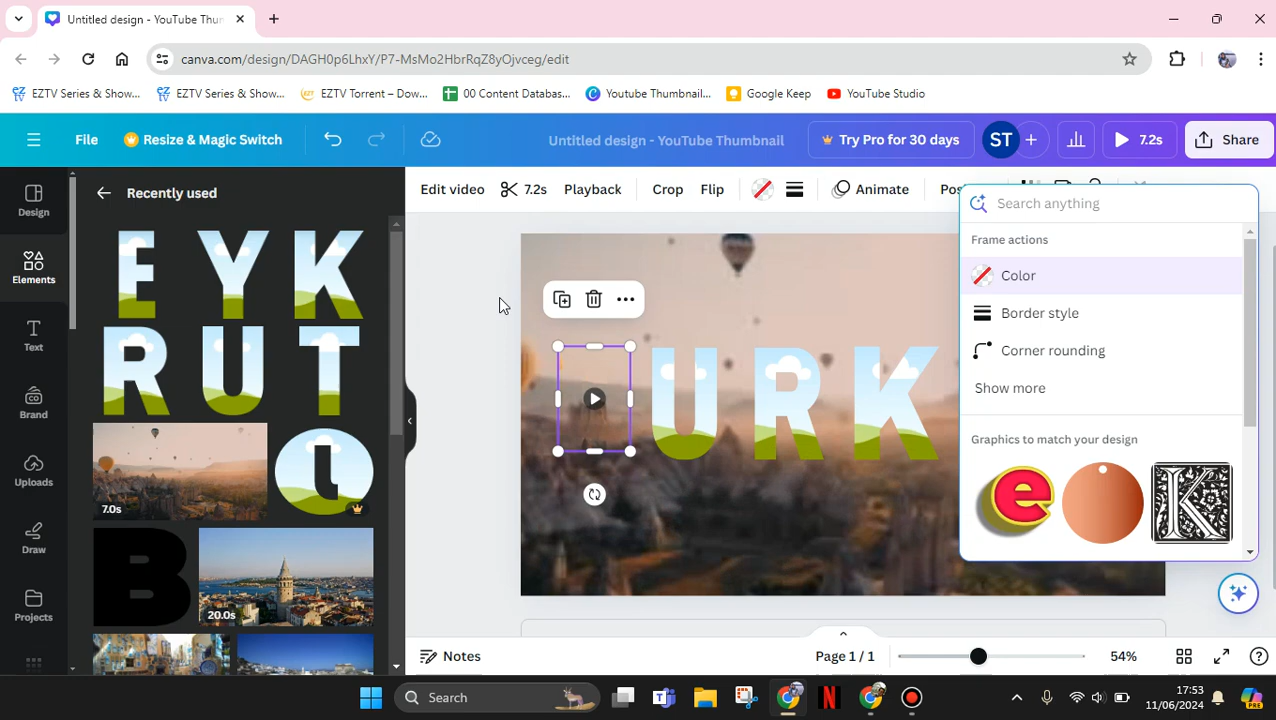 Untitled design - YouTube Thun
canva.com/design/DAGH0p6LhxY/P7-MsMo2HbrRqZ8yOjvceg/edit
EZTV Series & Show... EZTV Series & Show... EZTV Torrent – Dow... 00 Content Databas... Youtube Thumbnail... Google Keep YouTube Studio
File Resize & Magic Switch Untitled design - YouTube Thumbnail Try Pro for 30 days ST 7.2s Share
Design
Elements
Text
Brand
Uploads
Draw
Projects
Recently used
E Y K
R U T
7.0s
B
20.0s
Edit video 7.2s Playback Crop Flip Animate
U R K
Search anything
Frame actions
Color
Border style
Corner rounding
Show more
Graphics to match your design
e K
Notes Page 1 / 1 54%
Search
17:53
11/06/2024
PRE